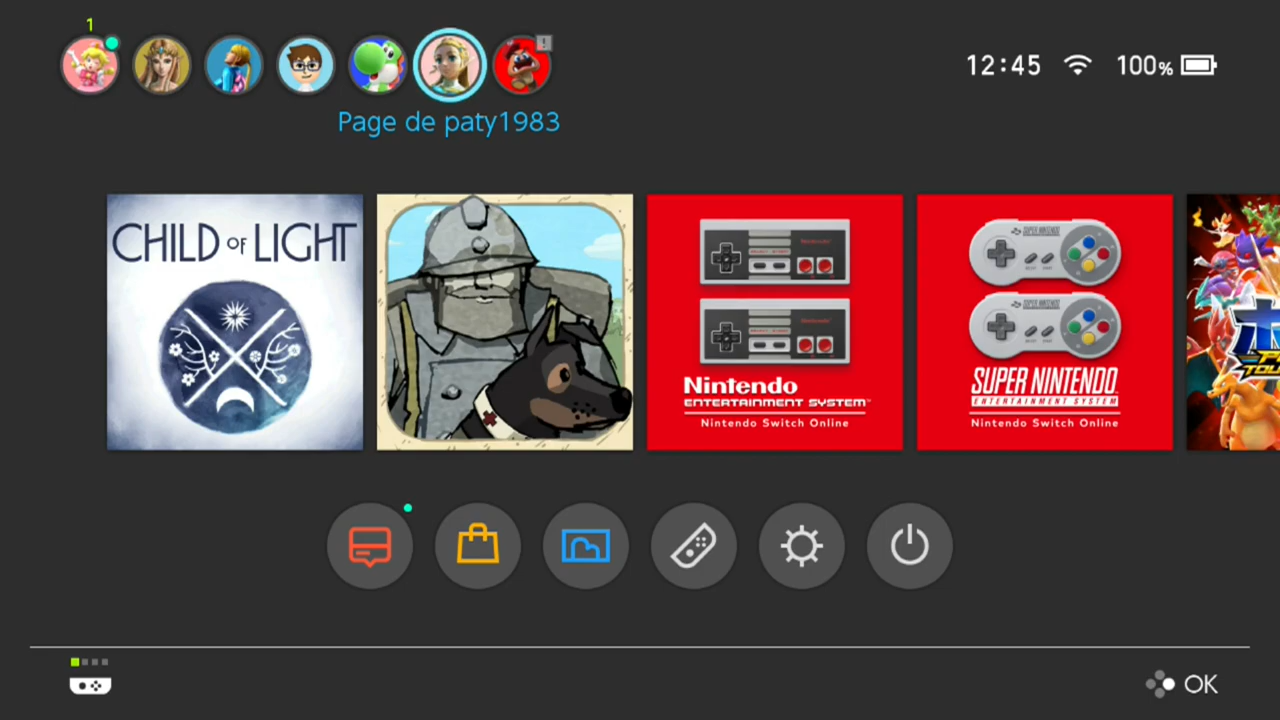 1
12:45
100%
Page de paty1983
CHILD OF LIGHT
Nintendo
ENTERTAINMENT SYSTEM™
Nintendo Switch Online
SUPER NINTENDO
ENTERTAINMENT SYSTEM
Nintendo Switch Online
OK